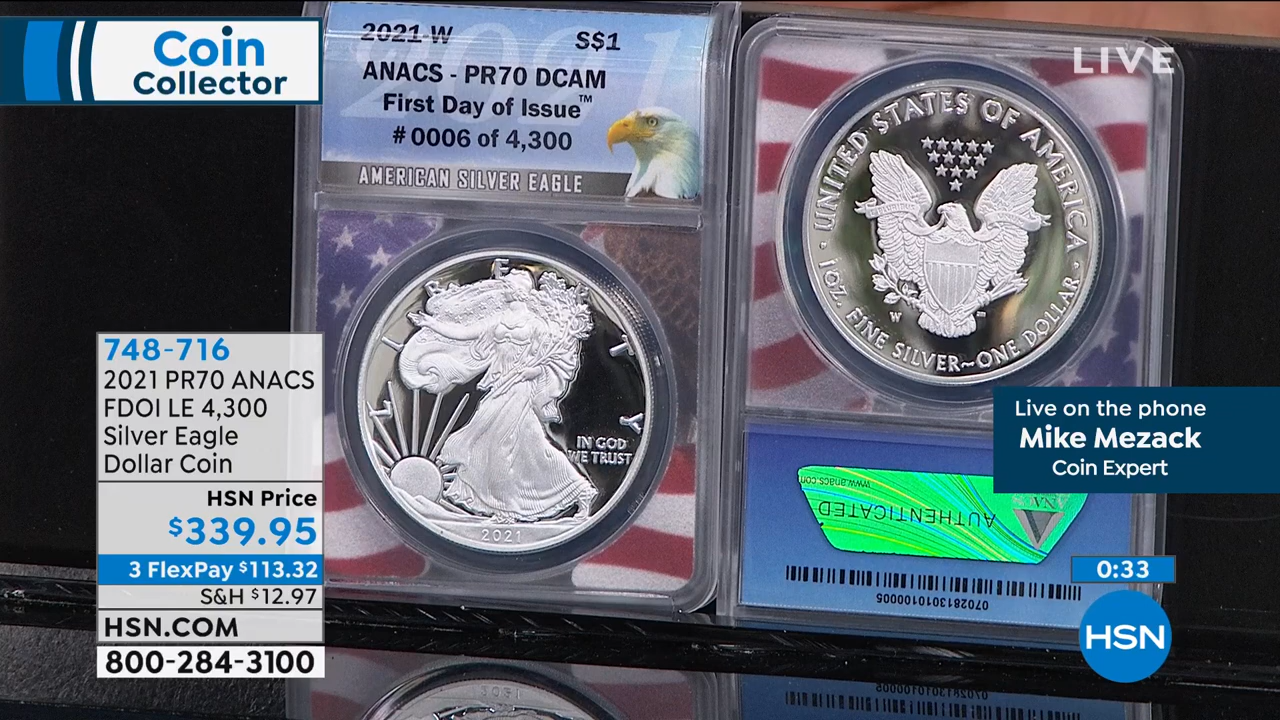 Coin
Collector
2021-W S$1
ANACS - PR70 DCAM
First Day of Issue™
#0006 of 4,300
AMERICAN SILVER EAGLE
LIBERTY
IN GOD
WE TRUST
2021
LIVE
UNITED STATES OF AMERICA
1 OZ. FINE SILVER~ONE DOLLAR
W
Live on the phone
Mike Mezack
Coin Expert
www.anacs.com
AUTHENTICATED
0:33
HSN
748-716
2021 PR70 ANACS
FDOI LE 4,300
Silver Eagle
Dollar Coin
HSN Price
$339.95
3 FlexPay $113.32
S&H $12.97
HSN.COM
800-284-3100